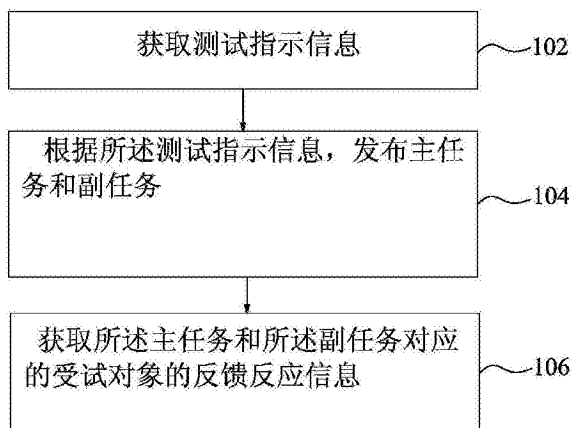 获取测试指示信息
102
根据所述测试指示信息，发布主任
务和副任务
104
获取所述主任务和所述副任务对应
的受试对象的反馈反应信息
106